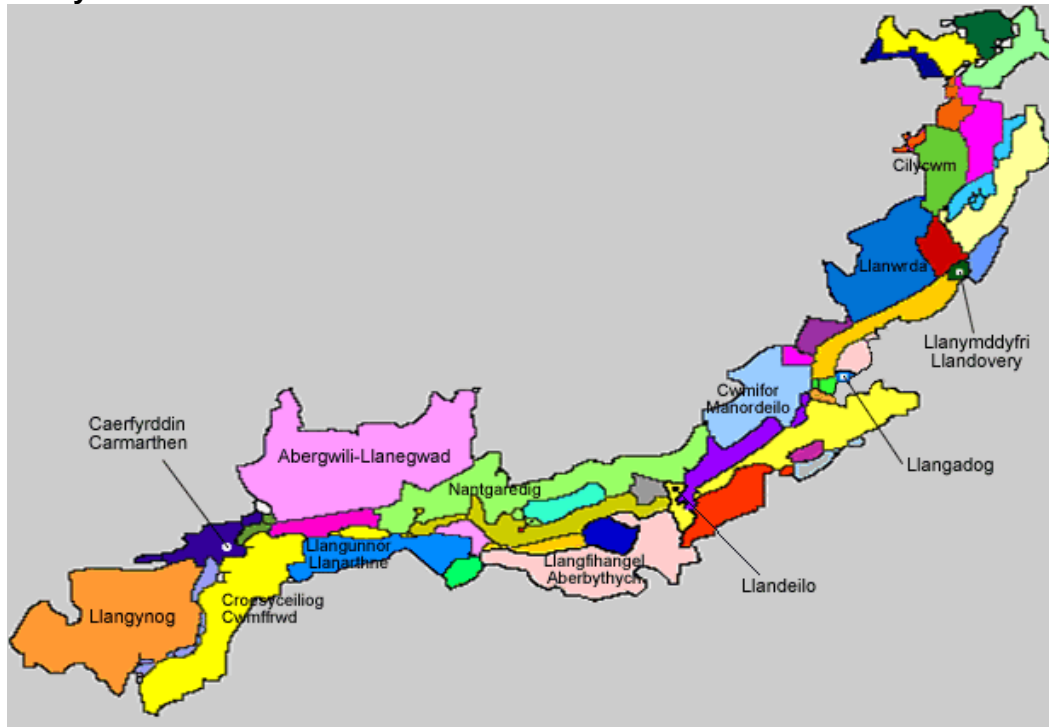 Cilycwm
Llanwrda
Llanymddyfri
Llandovery
Cwmifor
Manordeilo
Caerfyrddin
Carmarthen
Abergwili-Llanegwad
Llangadog
Nantgaredig
Llangunnor
Llanarthne
Llangfihangel
Aberbythych
Llandeilo
Llangynog
Croesyceiliog
Cwmffrwd